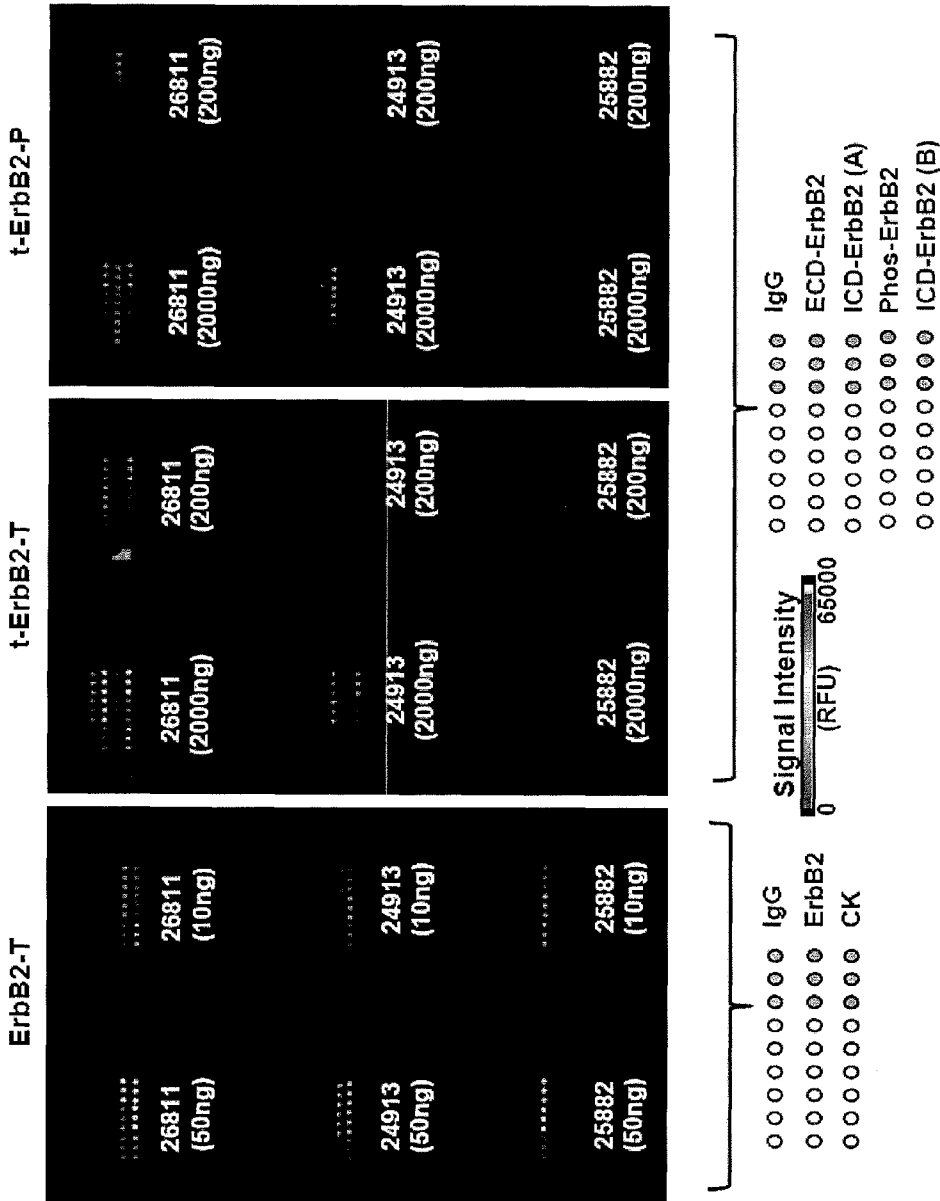 ErbB2-T
t-ErbB2-T
t-ErbB2-P
26811
(50ng)
26811
(10ng)
24913
(50ng)
24913
(10ng)
25882
(50ng)
25882
(10ng)
26811
(2000ng)
26811
(200ng)
24913
(2000ng)
24913
(200ng)
25882
(2000ng)
25882
(200ng)
26811
(2000ng)
26811
(200ng)
24913
(2000ng)
24913
(200ng)
25882
(2000ng)
25882
(200ng)
IgG
ErbB2
CK
Signal Intensity
0 (RFU) 65000
IgG
ECD-ErbB2
ICD-ErbB2 (A)
Phos-ErbB2
ICD-ErbB2 (B)